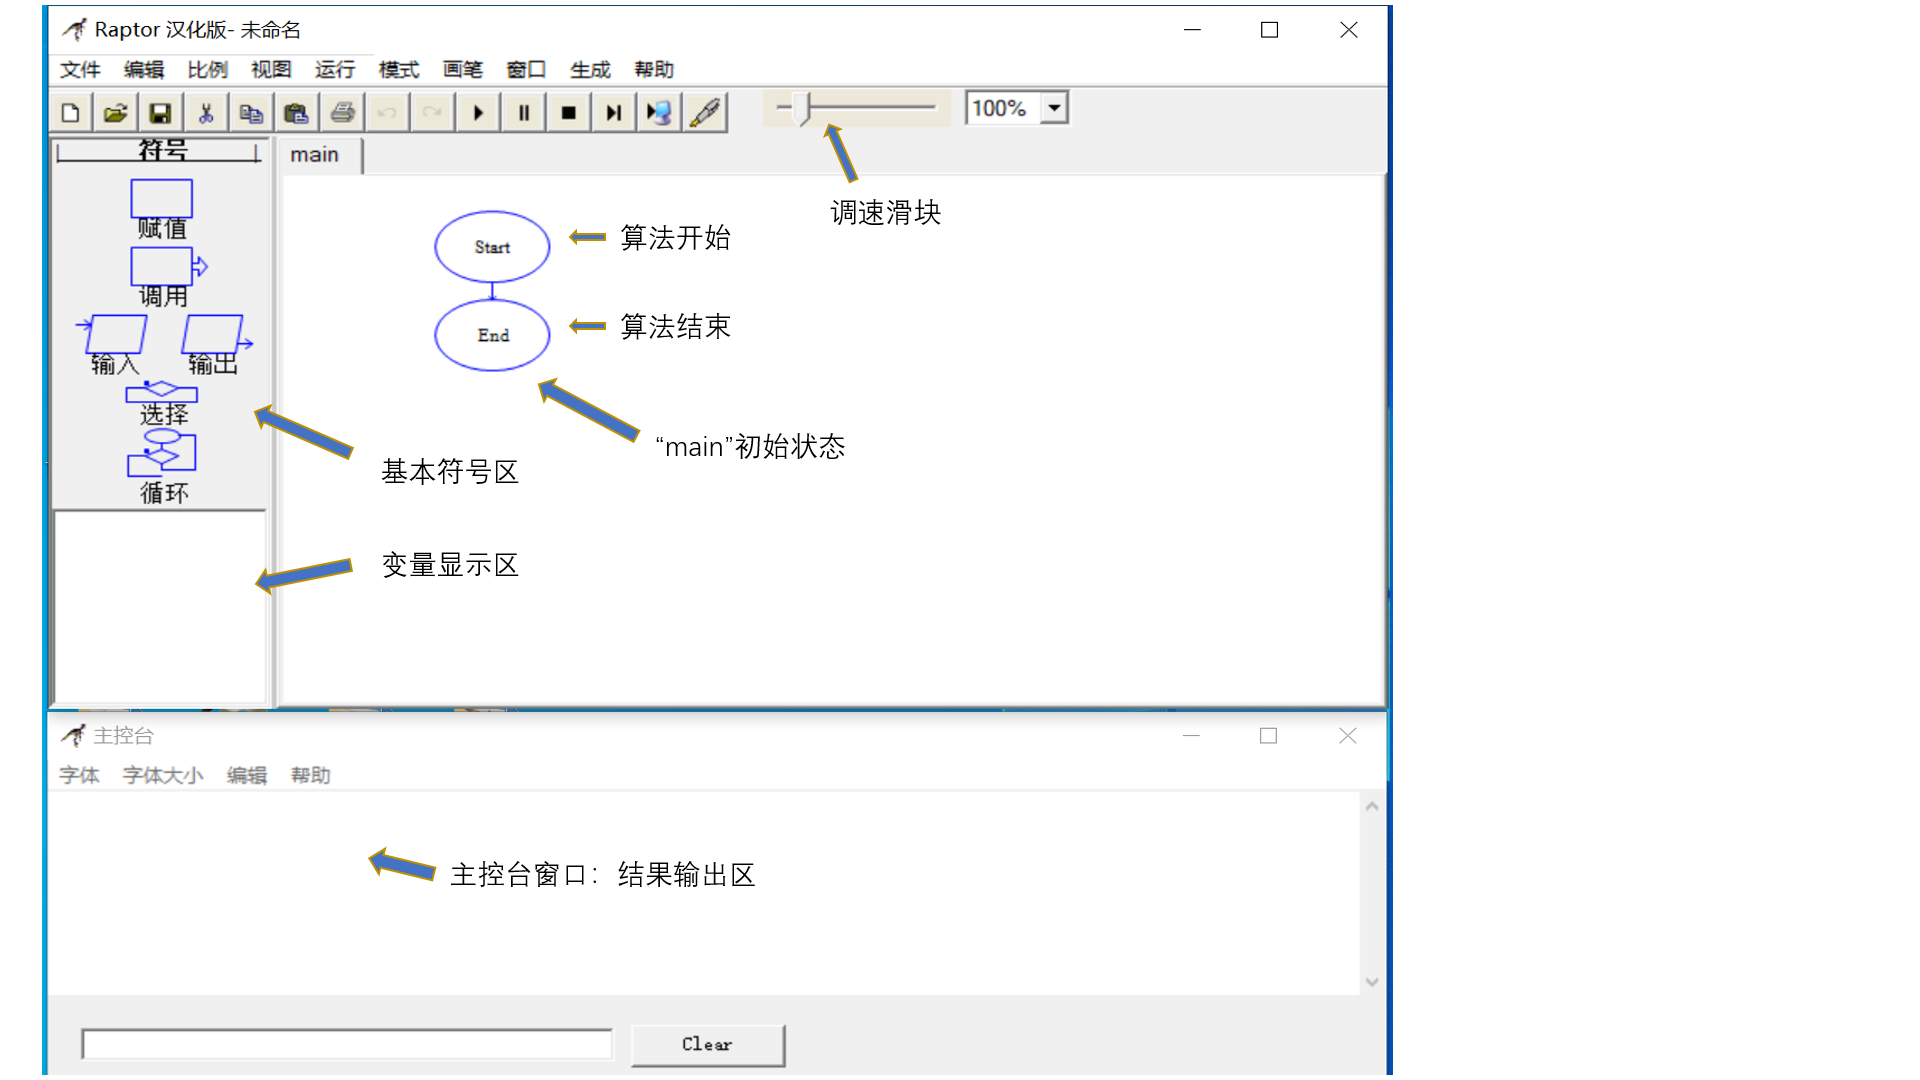 Raptor 汉化版- 未命名
文件 编辑 比例 视图 运行 模式 画笔 窗口 生成 帮助
100%
符号
main
赋值
调用
输入 输出
选择
循环
Start
End
算法开始
算法结束
调速滑块
“main”初始状态
基本符号区
变量显示区
主控台
字体 字体大小 编辑 帮助
主控台窗口：结果输出区
Clear